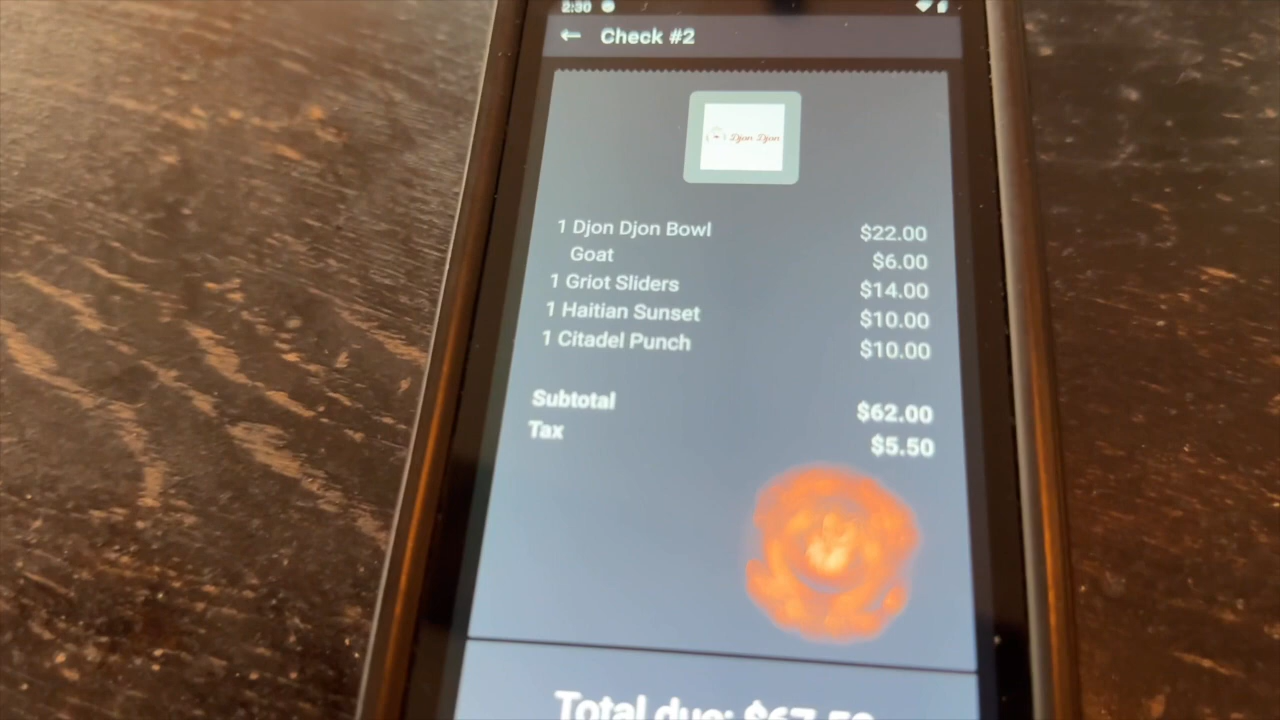 2:30
← Check #2
Djon Djon
1 Djon Djon Bowl $22.00
Goat $6.00
1 Griot Sliders $14.00
1 Haitian Sunset $10.00
1 Citadel Punch $10.00
Subtotal $62.00
Tax $5.50
Total due: $67.50